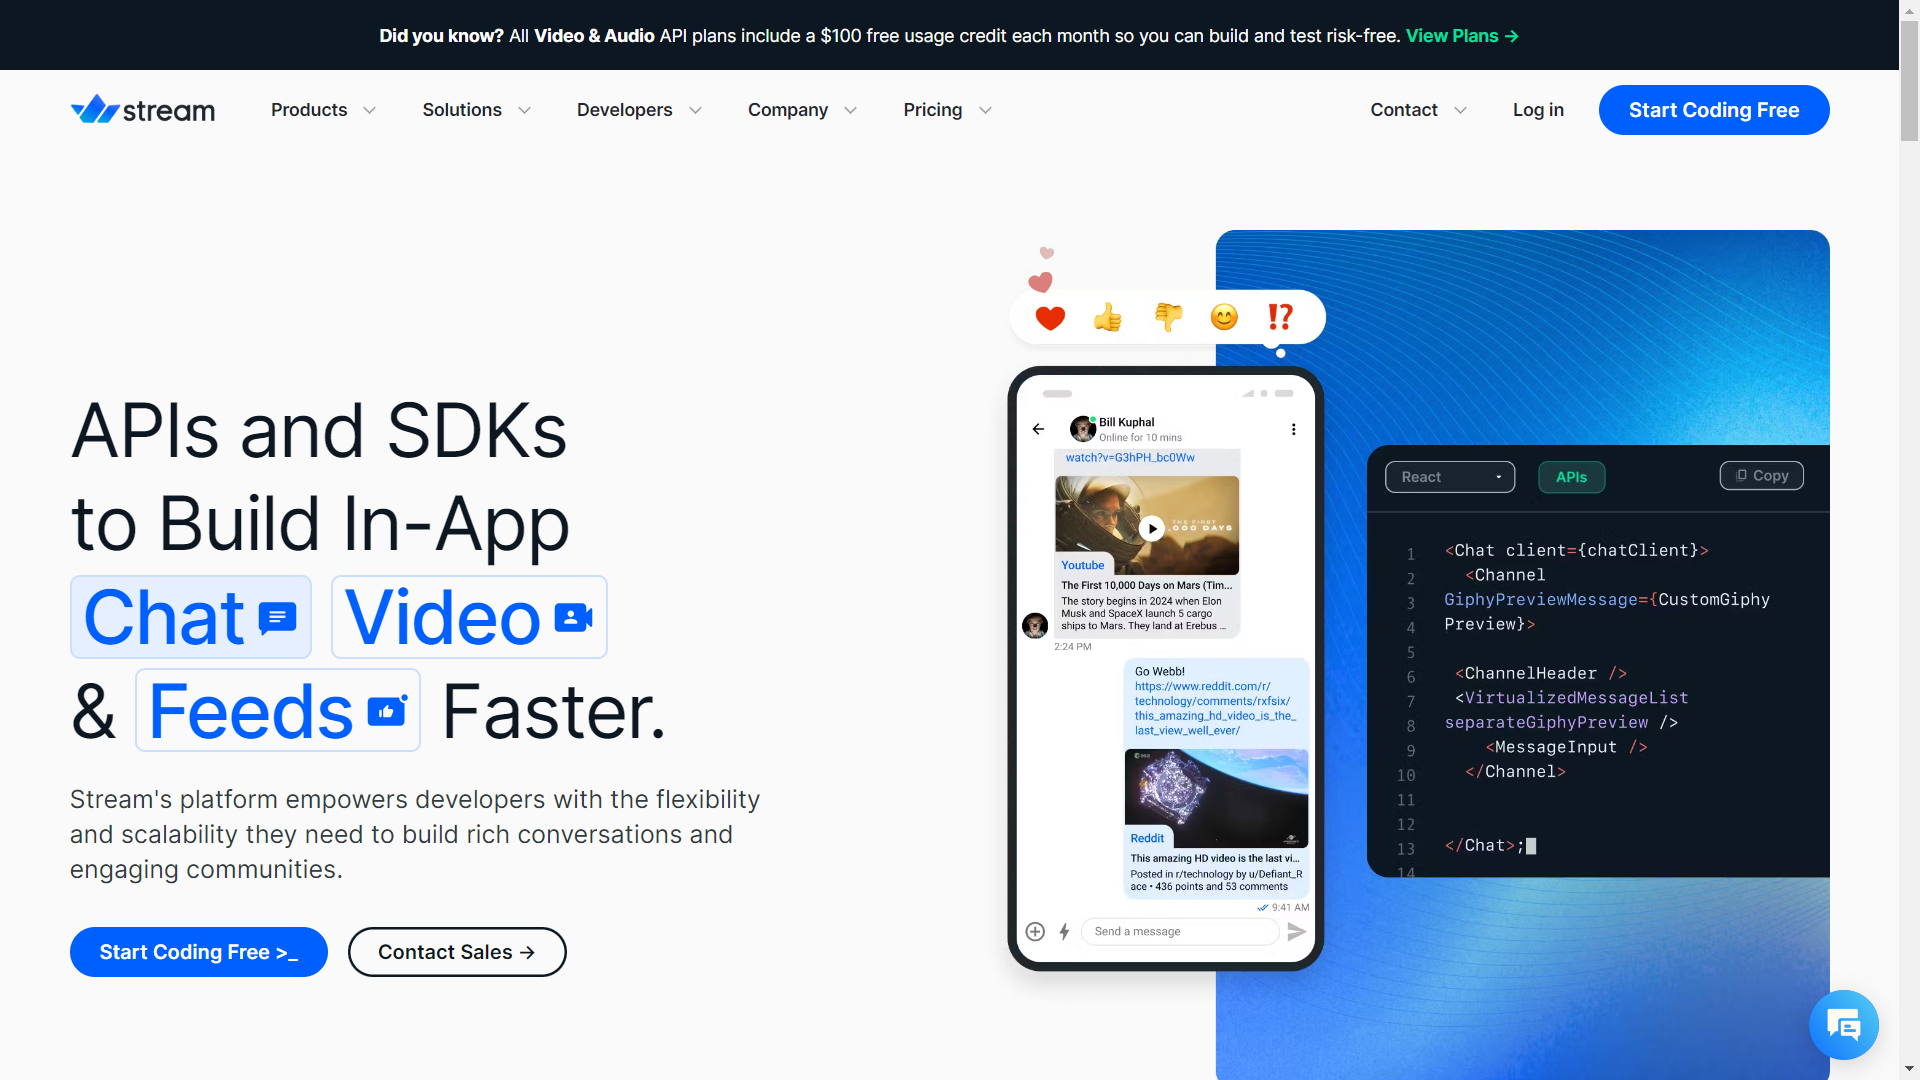 Did you know? All Video & Audio API plans include a $100 free usage credit each month so you can build and test risk-free. View Plans →
stream
Products
Solutions
Developers
Company
Pricing
Contact
Log in
Start Coding Free
APIs and SDKs
to Build In-App
Chat Video
& Feeds Faster.
Stream's platform empowers developers with the flexibility
and scalability they need to build rich conversations and
engaging communities.
Start Coding Free >_
Contact Sales →
Bill Kuphal
Online for 10 mins
watch?v=G3hPH_bc0Ww
THE FIRST
,000 DAYS
Youtube
The First 10,000 Days on Mars (Tim...
The story begins in 2024 when Elon
Musk and SpaceX launch 5 cargo
ships to Mars. They land at Erebus ...
2:24 PM
Go Webb!
https://www.reddit.com/r/
technology/comments/rxfsix/
this_amazing_hd_video_is_the_
last_view_well_ever/
Reddit
This amazing HD video is the last vi...
Posted in r/technology by u/Defiant_R
ace • 436 points and 53 comments
9:41 AM
Send a message
React
APIs
Copy
1 <Chat client={chatClient}>
2 <Channel
3 GiphyPreviewMessage={CustomGiphy
4 Preview}>
5
6 <ChannelHeader />
7 <VirtualizedMessageList
8 separateGiphyPreview />
9 <MessageInput />
10 </Channel>
11
12
13 </Chat>;
14